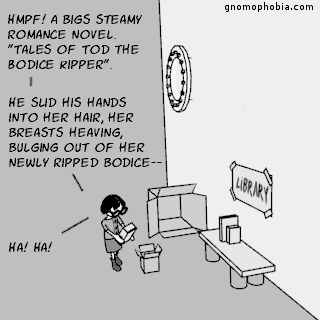 gnomophobia.com
HMPF! A BIGS STEAMY
ROMANCE NOVEL.
"TALES OF TOD THE
BODICE RIPPER".
HE SLID HIS HANDS
INTO HER HAIR, HER
BREASTS HEAVING,
BULGING OUT OF HER
NEWLY RIPPED BODICE--
LIBRARY
HA! HA!